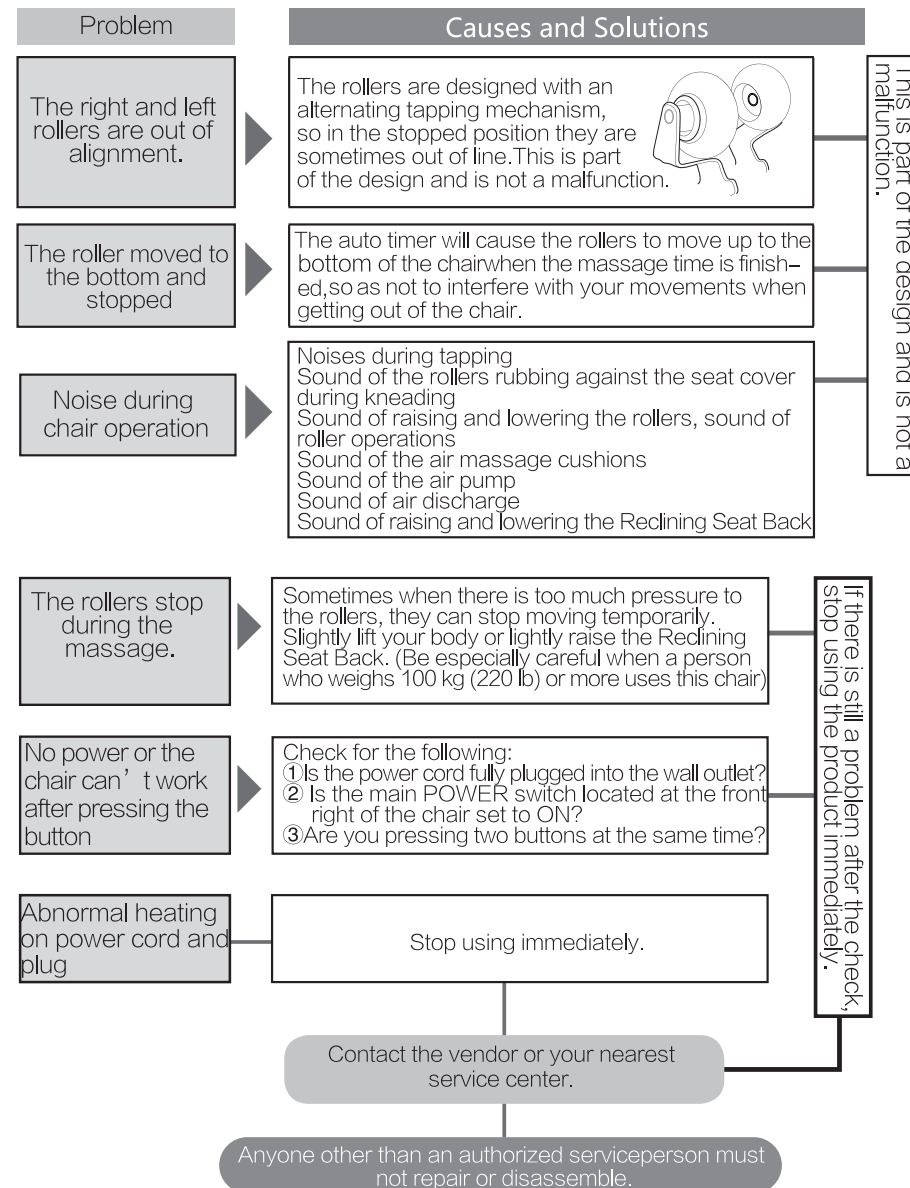 Problem
Causes and Solutions
The right and left
rollers are out of
alignment.
The rollers are designed with an
alternating tapping mechanism,
so in the stopped position they are
sometimes out of line.This is part
of the design and is not a malfunction.
The roller moved to
the bottom and
stopped
The auto timer will cause the rollers to move up to the
bottom of the chairwhen the massage time is finish–
ed,so as not to interfere with your movements when
getting out of the chair.
Noise during
chair operation
Noises during tapping
Sound of the rollers rubbing against the seat cover
during kneading
Sound of raising and lowering the rollers, sound of
roller operations
Sound of the air massage cushions
Sound of the air pump
Sound of air discharge
Sound of raising and lowering the Reclining Seat Back
This is part of the design and is not a
malfunction.
The rollers stop
during the
massage.
Sometimes when there is too much pressure to
the rollers, they can stop moving temporarily.
Slightly lift your body or lightly raise the Reclining
Seat Back. (Be especially careful when a person
who weighs 100 kg (220 lb) or more uses this chair)
No power or the
chair can’ t work
after pressing the
button
Check for the following:
①Is the power cord fully plugged into the wall outlet?
② Is the main POWER switch located at the front
right of the chair set to ON?
③Are you pressing two buttons at the same time?
Abnormal heating
on power cord and
plug
Stop using immediately.
If there is still a problem after the check,
stop using the product immediately.
Contact the vendor or your nearest
service center.
Anyone other than an authorized serviceperson must
not repair or disassemble.